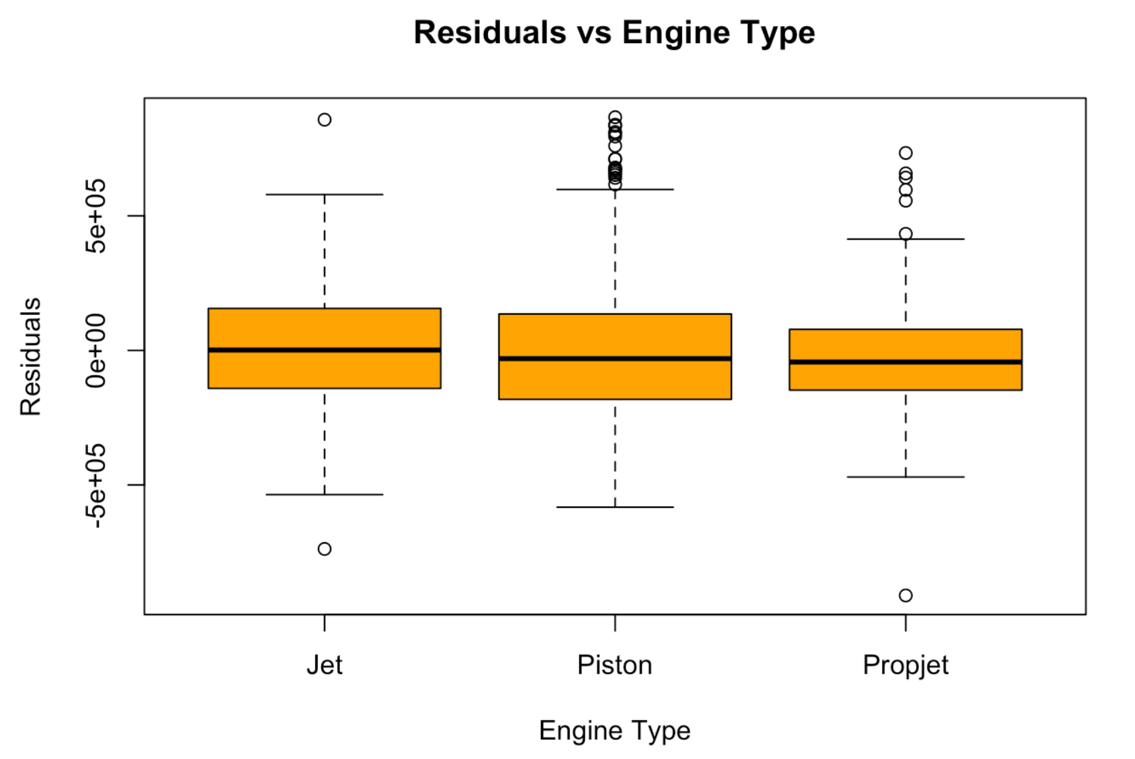 Residuals vs Engine Type
Residuals
5e+05
0e+00
-5e+05
Jet
Piston
Propjet
Engine Type